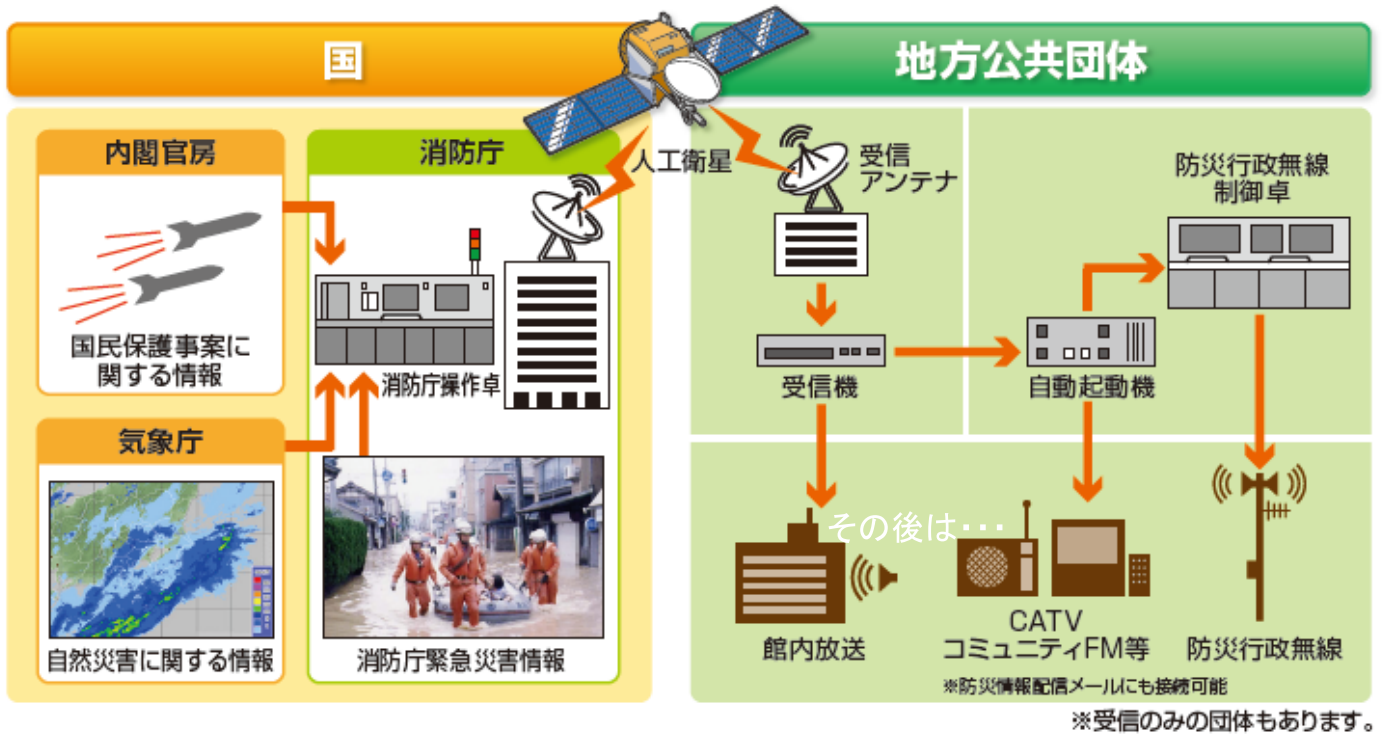 国
地方公共団体
内閣官房
国民保護事案に
関する情報
気象庁
自然災害に関する情報
消防庁
消防庁操作卓
消防庁緊急災害情報
人工衛星
受信
アンテナ
受信機
自動起動機
防災行政無線
制御卓
その後は・・・
館内放送
CATV
コミュニティFM等
※防災情報配信メールにも接続可能
防災行政無線
※受信のみの団体もあります。